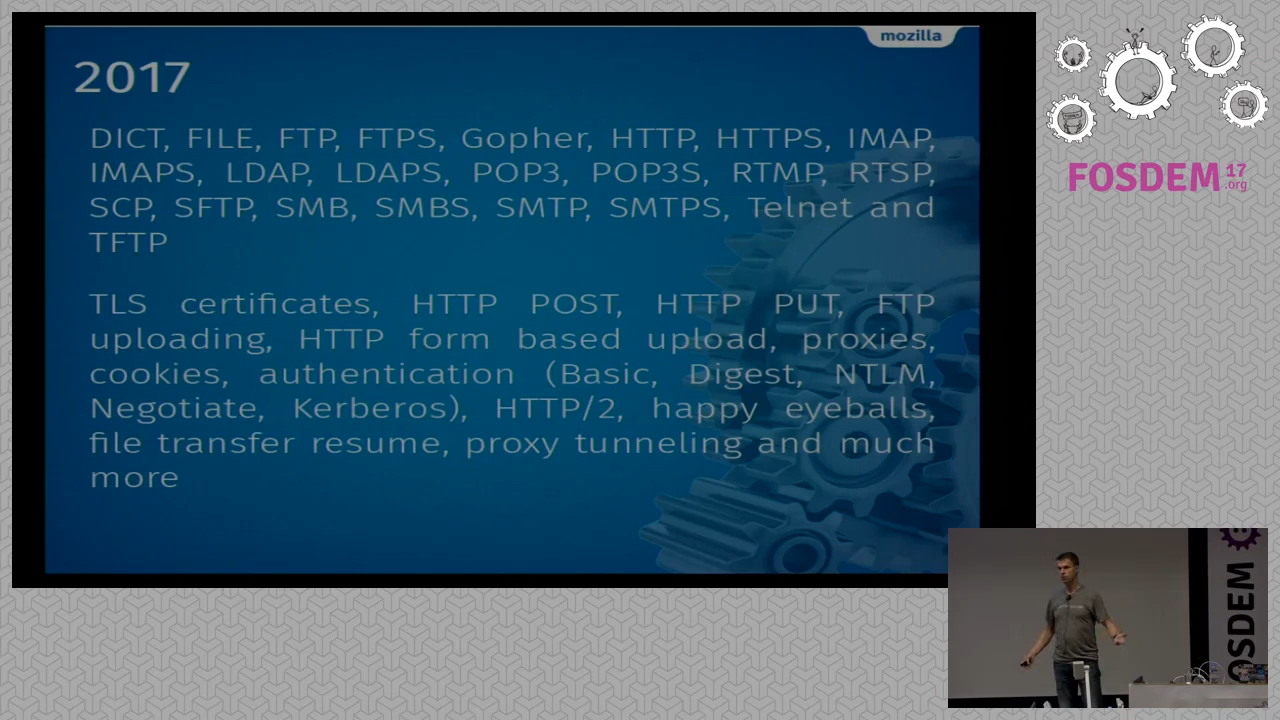 mozilla
2017
DICT, FILE, FTP, FTPS, Gopher, HTTP, HTTPS, IMAP,
IMAPS, LDAP, LDAPS, POP3, POP3S, RTMP, RTSP,
SCP, SFTP, SMB, SMBS, SMTP, SMTPS, Telnet and
TFTP
TLS certificates, HTTP POST, HTTP PUT, FTP
uploading, HTTP form based upload, proxies,
cookies, authentication (Basic, Digest, NTLM,
Negotiate, Kerberos), HTTP/2, happy eyeballs,
file transfer resume, proxy tunneling and much
more
FOSDEM 17
.org
FOSDEM